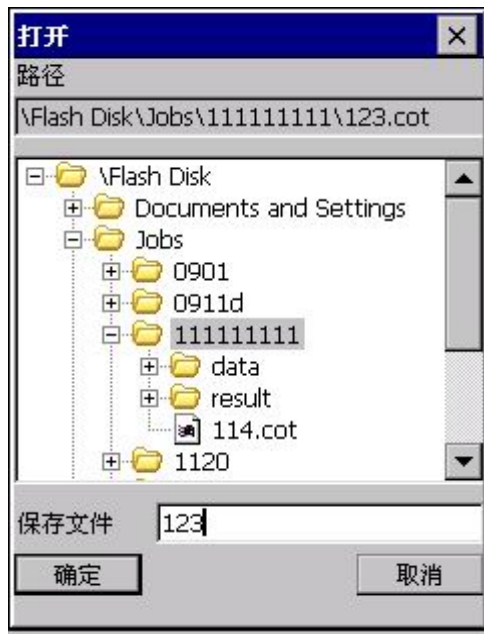 打开
路径
\Flash Disk\Jobs\111111111\123.cot
\Flash Disk
Documents and Settings
Jobs
0901
0911d
111111111
data
result
114.cot
1120
保存文件 123
确定 取消